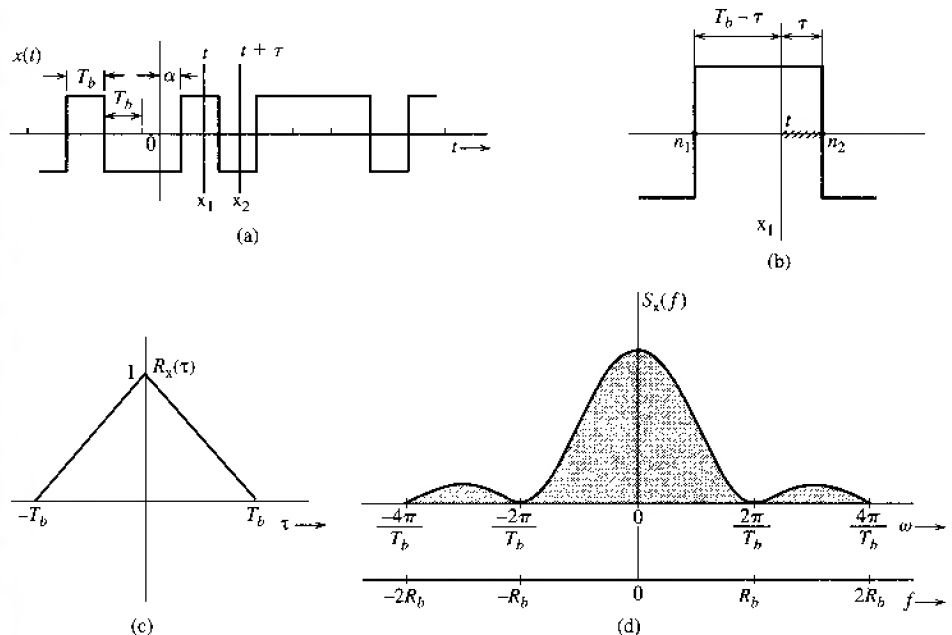 x(t)
T_b
α
t
t + τ
T_b
0
t
x_1
x_2
(a)
T_b − τ
τ
t
n_1
n_2
x_1
(b)
1
R_x(τ)
−T_b
T_b
τ
(c)
S_x(f)
−4π/T_b
−2π/T_b
0
2π/T_b
4π/T_b
ω
−2R_b
−R_b
0
R_b
2R_b
f
(d)